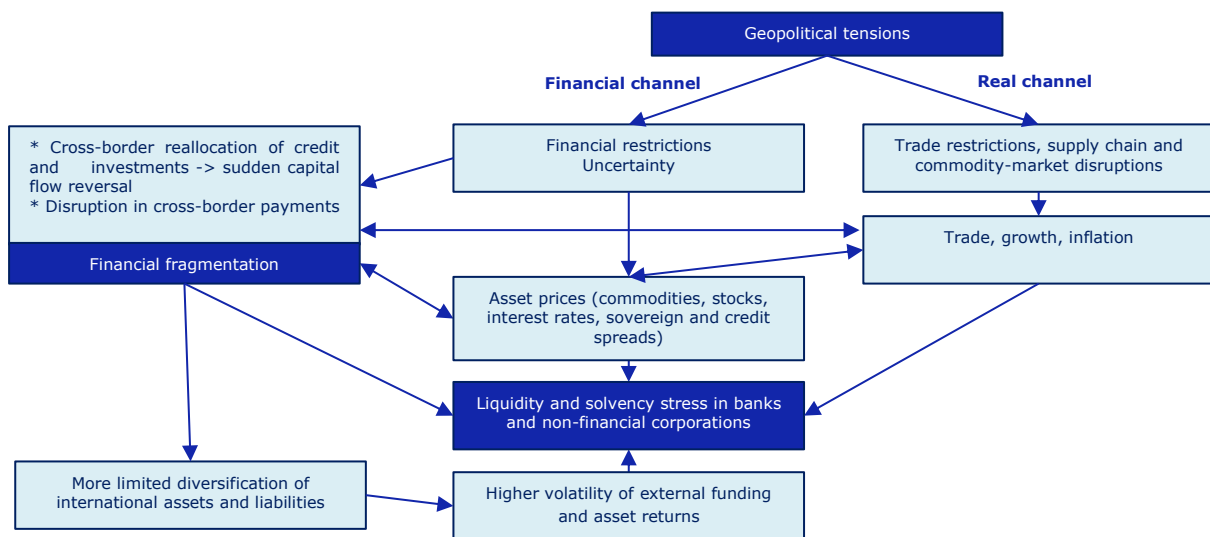 Geopolitical tensions
Financial channel
Real channel
* Cross-border reallocation of credit
and investments -> sudden capital
flow reversal
* Disruption in cross-border payments
Financial fragmentation
Financial restrictions
Uncertainty
Trade restrictions, supply chain and
commodity-market disruptions
Trade, growth, inflation
Asset prices (commodities, stocks,
interest rates, sovereign and credit
spreads)
Liquidity and solvency stress in banks
and non-financial corporations
More limited diversification of
international assets and liabilities
Higher volatility of external funding
and asset returns